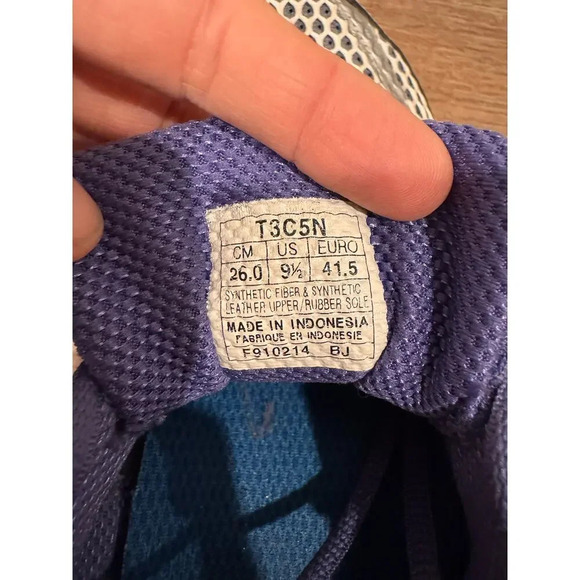 T3C5N
CM US EURO
26.0 9½ 41.5
SYNTHETIC FIBER & SYNTHETIC
LEATHER UPPER/RUBBER SOLE
MADE IN INDONESIA
FABRIQUE EN INDONESIE
F910214 BJ